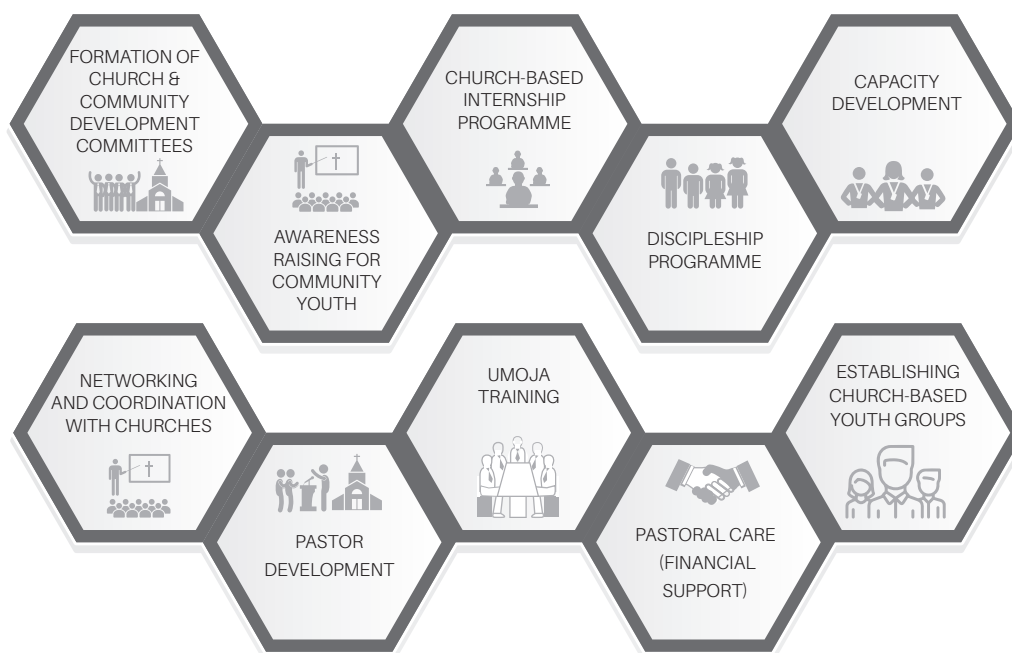 FORMATION OF
CHURCH &
COMMUNITY
DEVELOPMENT
COMMITTEES
AWARENESS
RAISING FOR
COMMUNITY
YOUTH
CHURCH-BASED
INTERNSHIP
PROGRAMME
DISCIPLESHIP
PROGRAMME
CAPACITY
DEVELOPMENT
NETWORKING
AND COORDINATION
WITH CHURCHES
PASTOR
DEVELOPMENT
UMOJA
TRAINING
PASTORAL CARE
(FINANCIAL
SUPPORT)
ESTABLISHING
CHURCH-BASED
YOUTH GROUPS